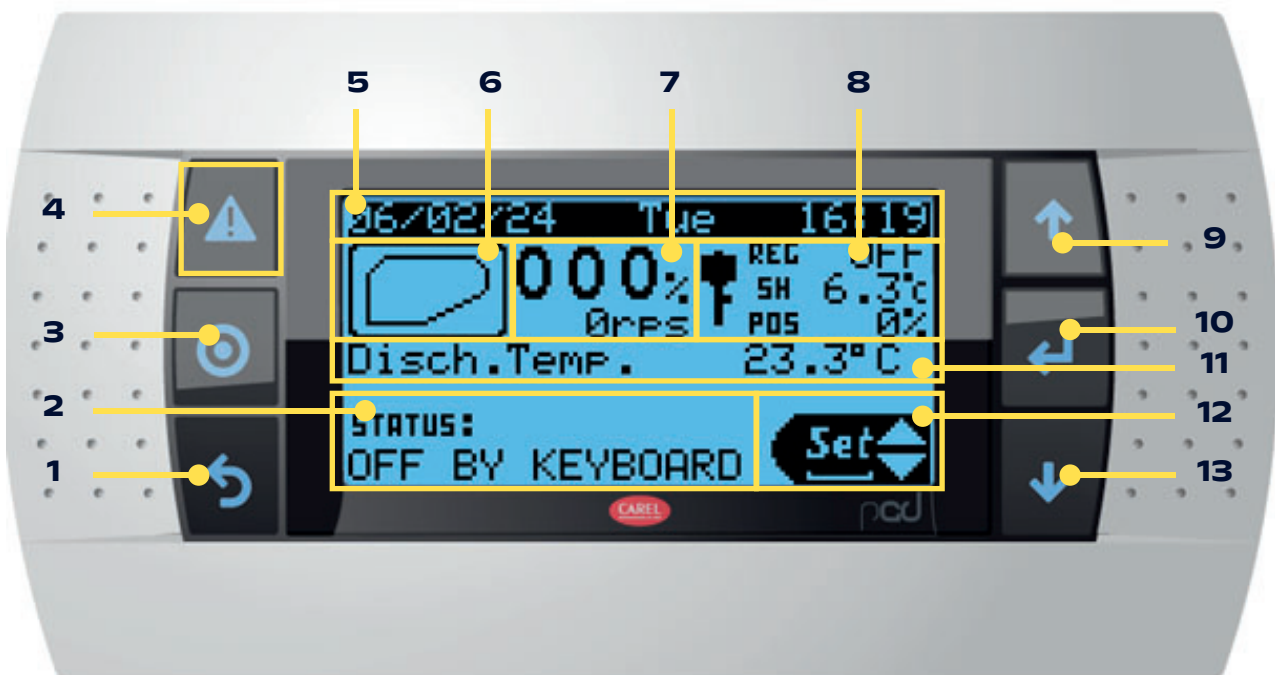 5 6 7 8
4
3
2
1
06/02/24 Tue 16:19
000%
0rps
REG OFF
SH 6.3°c
POS 0%
Disch.Temp. 23.3°C
STATUS:
OFF BY KEYBOARD
Set
CAREL
pGD
9
10
11
12
13